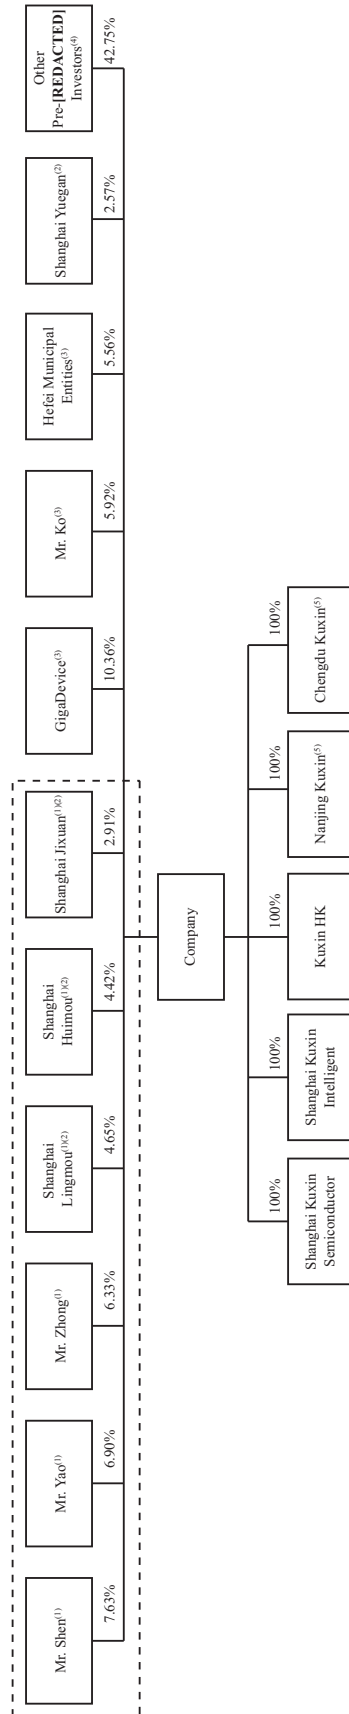 Mr. Shen(1)
Mr. Yao(1)
Mr. Zhong(1)
Shanghai
Lingmou(1)(2)
Shanghai
Huimou(1)(2)
Shanghai Jixuan(1)(2)
GigaDevice(3)
Mr. Ko(3)
Hefei Municipal
Entities(3)
Shanghai Yuegan(2)
Other
Pre-[REDACTED]
Investors(4)
7.63%
6.90%
6.33%
4.65%
4.42%
2.91%
10.36%
5.92%
5.56%
2.57%
42.75%
Company
100%
100%
100%
100%
100%
Shanghai Kuxin
Semiconductor
Shanghai Kuxin
Intelligent
Kuxin HK
Nanjing Kuxin(5)
Chengdu Kuxin(5)